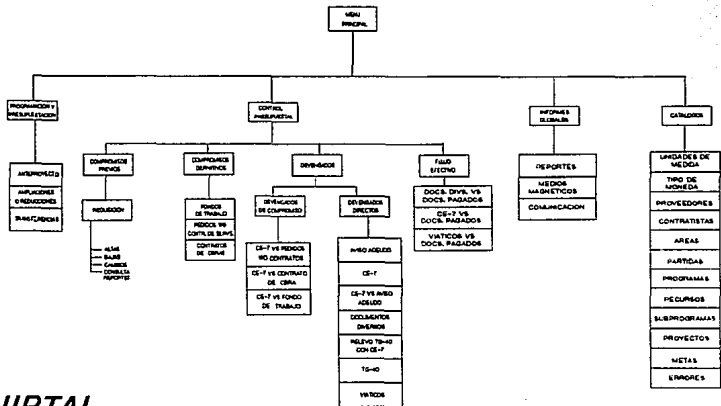 MENU
PRINCIPAL
PROGRAMACION Y
PRESUPUESTACION
CONTROL
PRESUPUESTAL
INFORMES
GLOBALES
CATALOGOS
ANTEPROYECTO
AMPLIACIONES
O REDUCCIONES
TRANSFERENCIAS
COMPROMISOS
PREVIOS
REQUISICION
ALTAS
BAJAS
CAMBIOS
CONSULTA
REPORTES
COMPROMISOS
DEFINITIVOS
FONDOS
DE TRABAJO
PEDIDOS
CONTRATOS
DE OBRAS
DEVENGADOS
DEVENGADOS
DE COMPROMISO
CE-7 VS PEDIDOS
CONTRATOS
CE-7 VS CONTRATO
DE OBRA
CE-7 VS FONDO
DE TRABAJO
DEVENGADOS
DIRECTOS
AVISO ADEUDO
CE-7
CE-7 VS AVISO
ADEUDO
DOCUMENTOS
DIVERSOS
RELEVO TG-40
CON CE-7
TG-40
VIATICOS
FLUJO
EFECTIVO
DOCS. DIVS. VS
DOCS. PAGADOS
CE-7 VS
DOCS. PAGADOS
VIATICOS VS
DOCS. PAGADOS
REPORTES
MEDIOS
MAGNETICOS
COMUNICACION
UNIDADES DE
MEDIDA
TIPO DE
MONEDA
PROVEEDORES
CONTRATISTAS
AREAS
PARTIDAS
PROGRAMAS
RECURSOS
SUBPROGRAMAS
PROYECTOS
METAS
ERRORES